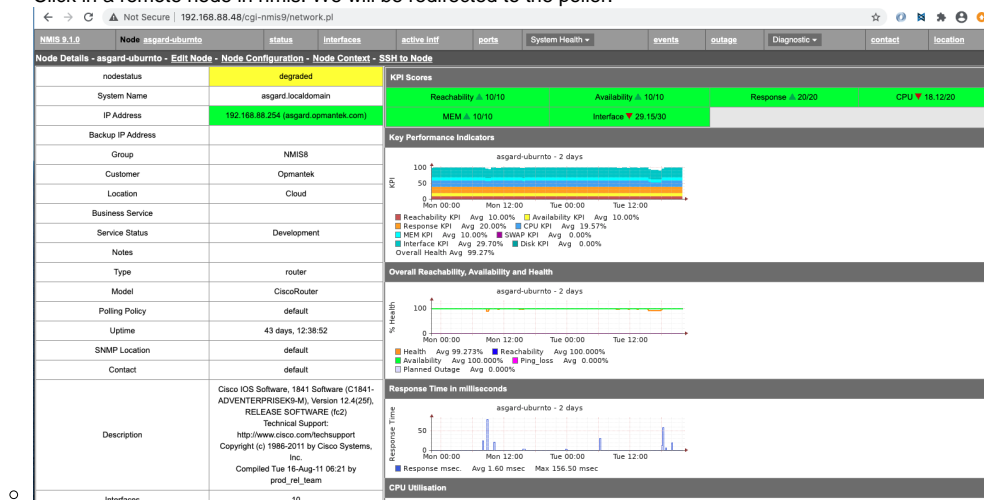 Click in a remote node in nmis. We will be redirected to the poller.
Not Secure | 192.168.88.48/cgi-nmis9/network.pl
NMIS 9.1.0 Node asgard-uburnto status interfaces active intf ports System Health events outage Diagnostic contact location
Node Details - asgard-uburnto - Edit Node - Node Configuration - Node Context - SSH to Node
nodestatus degraded
System Name asgard.localdomain
IP Address 192.168.88.254 (asgard.opmantek.com)
Backup IP Address
Group NMIS8
Customer Opmantek
Location Cloud
Business Service
Service Status Development
Notes
Type router
Model CiscoRouter
Polling Policy default
Uptime 43 days, 12:38:52
SNMP Location default
Contact default
Description
Cisco IOS Software, 1841 Software (C1841-
ADVENTERPRISEK9-M), Version 12.4(25f),
RELEASE SOFTWARE (fc2)
Technical Support:
http://www.cisco.com/techsupport
Copyright (c) 1986-2011 by Cisco Systems,
Inc.
Compiled Tue 16-Aug-11 06:21 by
prod_rel_team
Interfaces 10
KPI Scores
Reachability ▲ 10/10 Availability ▲ 10/10 Response ▲ 20/20 CPU ▼ 18.12/20
MEM ▲ 10/10 Interface ▼ 29.15/30
Key Performance Indicators
asgard-uburnto - 2 days
KPI
100
50
0
Mon 00:00 Mon 12:00 Tue 00:00 Tue 12:00
Reachability KPI Avg 10.00% Availability KPI Avg 10.00%
Response KPI Avg 20.00% CPU KPI Avg 19.57%
MEM KPI Avg 10.00% SWAP KPI Avg 0.00%
Interface KPI Avg 29.70% Disk KPI Avg 0.00%
Overall Health Avg 99.27%
Overall Reachability, Availability and Health
asgard-uburnto - 2 days
% Health
100
0
Mon 00:00 Mon 12:00 Tue 00:00 Tue 12:00
Health Avg 99.273% Reachability Avg 100.000%
Availability Avg 100.000% Ping_loss Avg 0.000%
Planned Outage Avg 0.000%
Response Time in milliseconds
asgard-uburnto - 2 days
Response Time
50
0
Mon 00:00 Mon 12:00 Tue 00:00 Tue 12:00
Response msec. Avg 1.60 msec Max 156.50 msec
CPU Utilisation